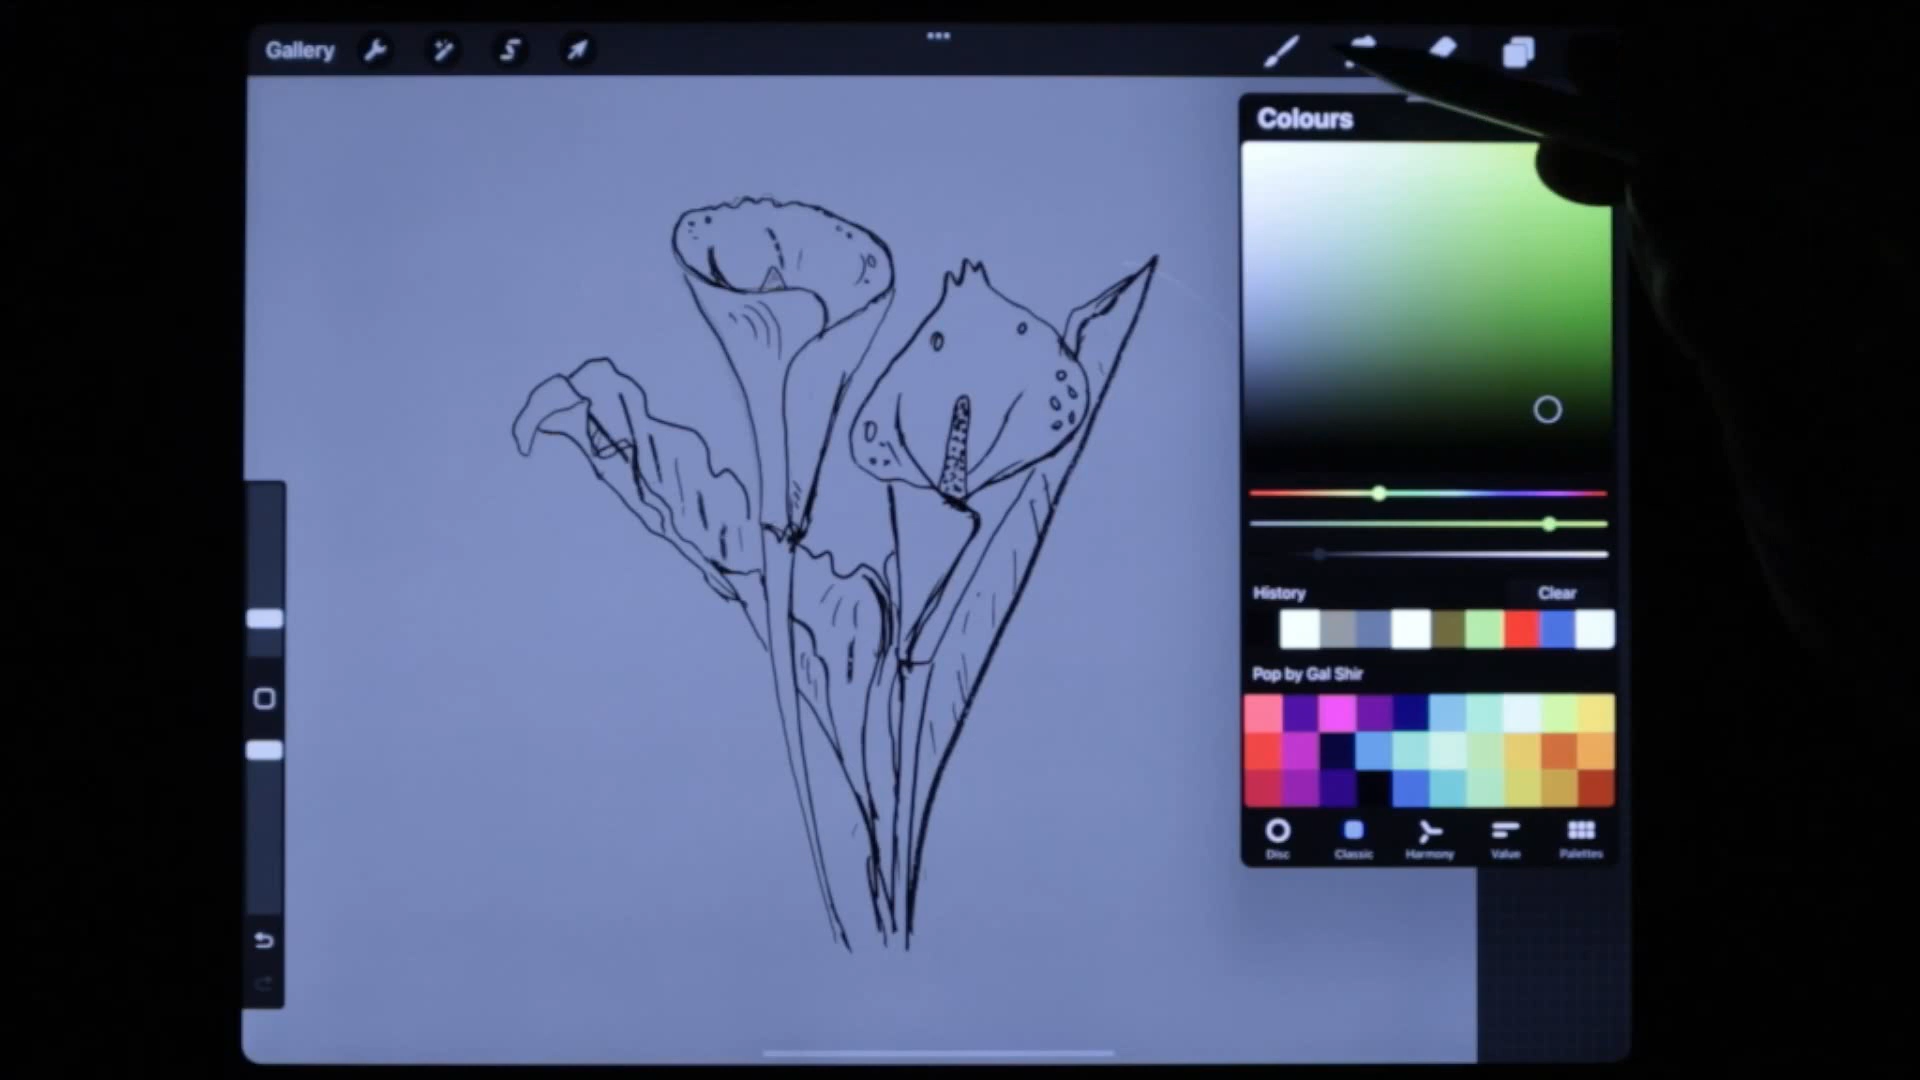 Gallery
Colours
History
Clear
Pop by Gal Shir
Disc
Classic
Harmony
Value
Palettes